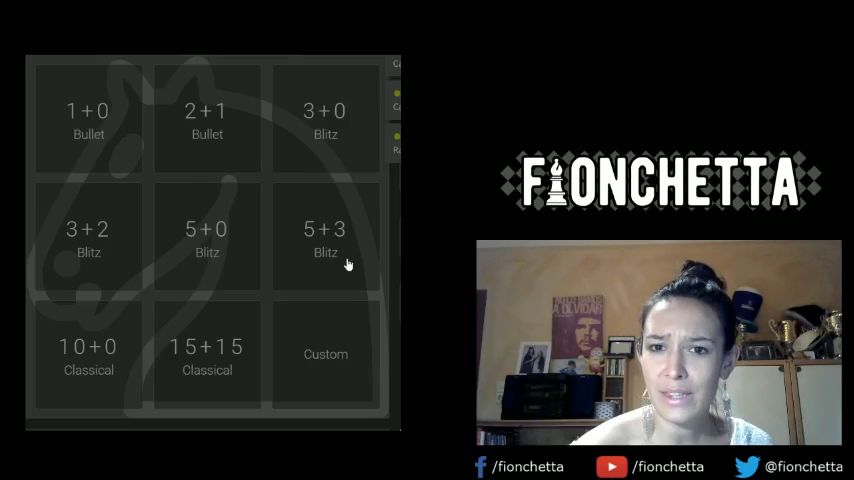 1+0
Bullet
2+1
Bullet
3+0
Blitz
3+2
Blitz
5+0
Blitz
5+3
Blitz
10+0
Classical
15+15
Classical
Custom
FIONCHETTA
A OLVIDAR
/fionchetta
/fionchetta
@fionchetta